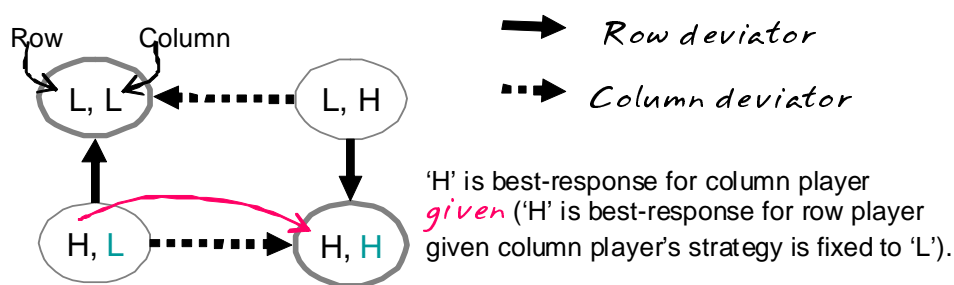 Row
Column
Row deviator
L, L
L, H
Column deviator
'H' is best-response for column player
given ('H' is best-response for row player
given column player's strategy is fixed to 'L').
H, L
H, H